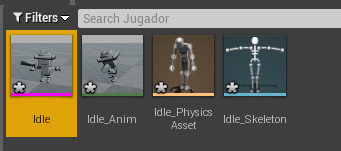 Filters
Search Jugador
Idle
Idle_Anim
Idle_Physics
Asset
Idle_Skeleton